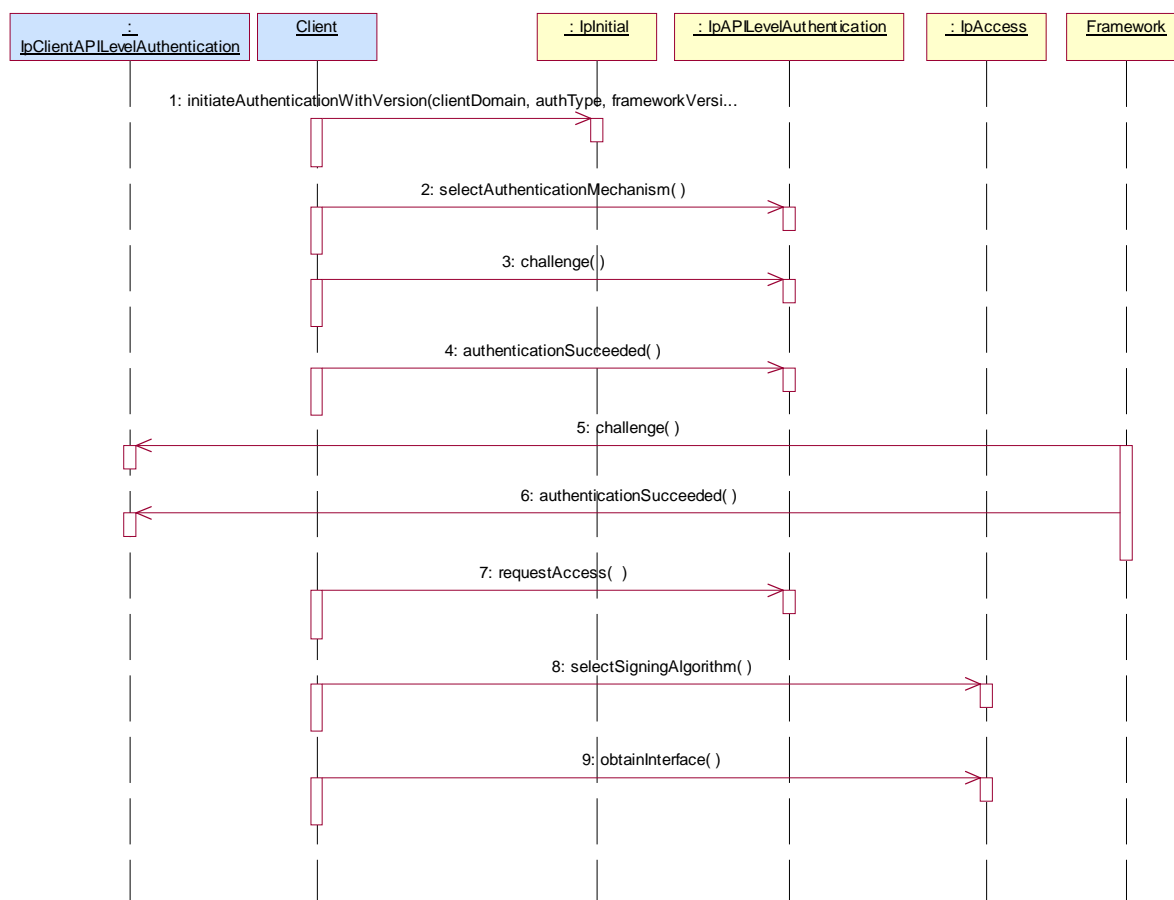 :
IpClientAPILevelAuthentication
Client
: IpInitial
: IpAPILevelAuthentication
: IpAccess
Framework
1: initiateAuthenticationWithVersion(clientDomain, authType, frameworkVersi...
2: selectAuthenticationMechanism( )
3: challenge( )
4: authenticationSucceeded( )
5: challenge( )
6: authenticationSucceeded( )
7: requestAccess(  )
8: selectSigningAlgorithm( )
9: obtainInterface( )